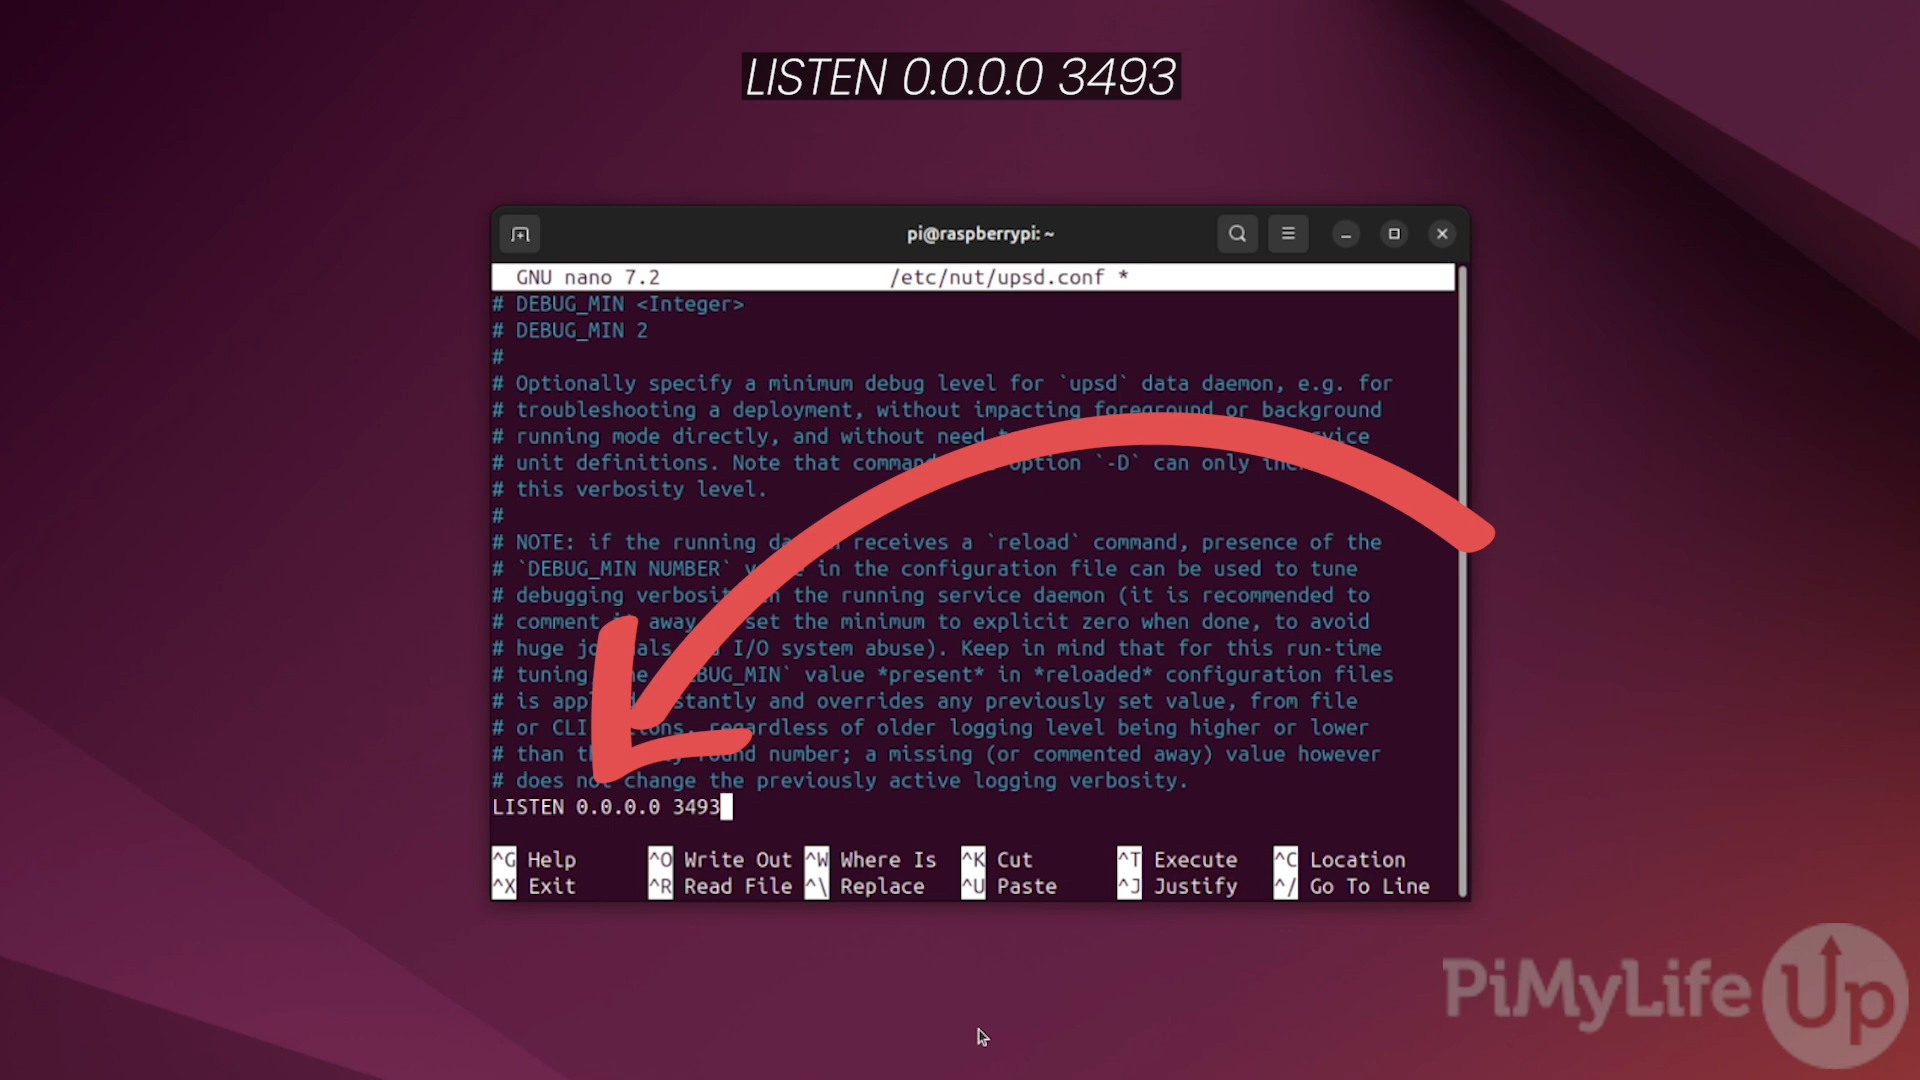 LISTEN 0.0.0.0 3493
pi@raspberrypi: ~
GNU nano 7.2 /etc/nut/upsd.conf *
# DEBUG_MIN <Integer>
# DEBUG_MIN 2
#
# Optionally specify a minimum debug level for `upsd` data daemon, e.g. for
# troubleshooting a deployment, without impacting foreground or background
# running mode directly, and without need
# unit definitions. Note that option `-D` can only
# this verbosity level.
#
# NOTE: if the running receives a `reload` command, presence of the
# `DEBUG_MIN NUMBER` in the configuration file can be used to tune
# debugging the running service daemon (it is recommended to
# comment away set the minimum to explicit zero when done, to avoid
# huge I/O system abuse). Keep in mind that for this run-time
# tuning value *present* in *reloaded* configuration files
# is and overrides any previously set value, from file
# or CLI regardless of older logging level being higher or lower
# than number; a missing (or commented away) value however
# does not change the previously active logging verbosity.
LISTEN 0.0.0.0 3493
^G Help ^O Write Out ^W Where Is ^K Cut ^T Execute ^C Location
^X Exit ^R Read File ^\ Replace ^U Paste ^J Justify ^/ Go To Line
PiMyLifeUp